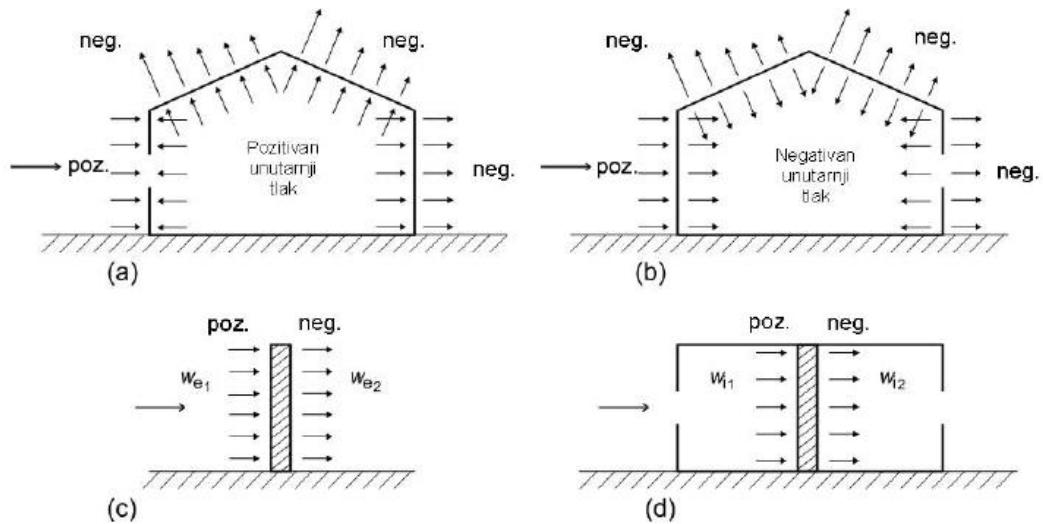 neg.
neg.
poz.
Pozitivan
unutarnji
tlak
neg.
(a)
neg.
neg.
poz.
Negativan
unutarnji
tlak
neg.
(b)
poz.
neg.
we1
we2
(c)
poz.
neg.
wi1
wi2
(d)